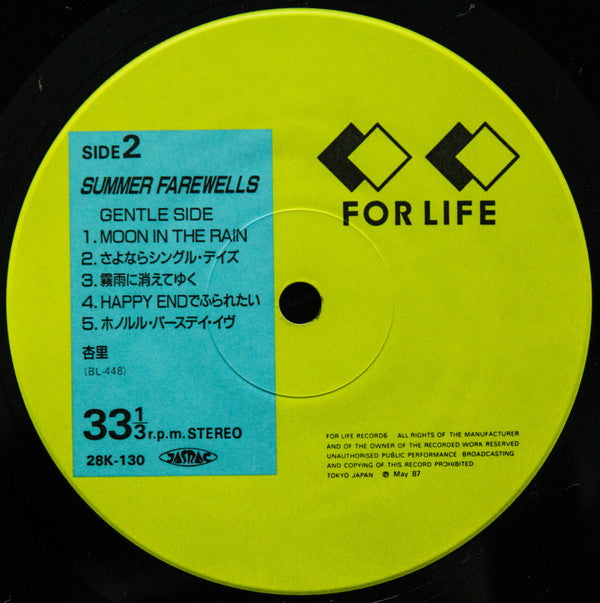 SIDE 2
SUMMER FAREWELLS
GENTLE SIDE
1. MOON IN THE RAIN
2. さよならシングル・デイズ
3. 霧雨に消えてゆく
4. HAPPY ENDでふられたい
5. ホノルル・バースデイ・イヴ
杏里
(BL-448)
33 1/3 r.p.m. STEREO
28K-130 JASRAC
FOR LIFE
FOR LIFE RECORDS ALL RIGHTS OF THE MANUFACTURER
AND OF THE OWNER OF THE RECORDED WORK RESERVED
UNAUTHORISED PUBLIC PERFORMANCE BROADCASTING
AND COPYING OF THIS RECORD PROHIBITED
TOKYO JAPAN ℗ May '87